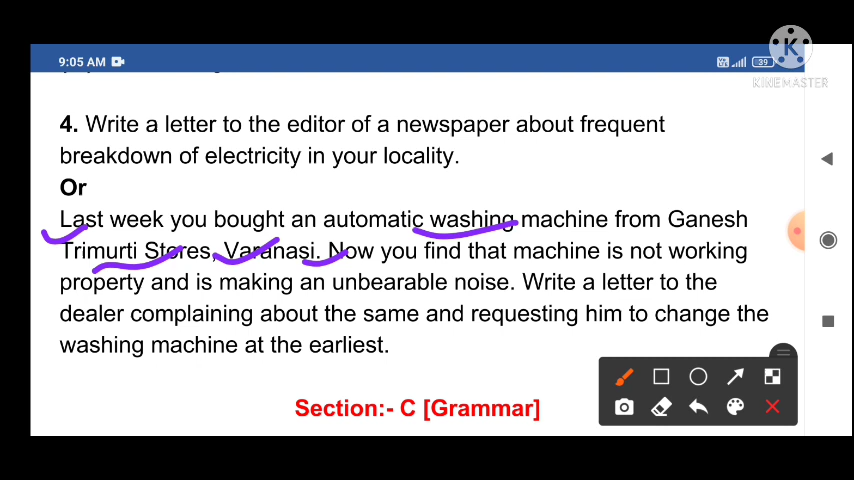 9:05 AM
39
KINEMASTER
4. Write a letter to the editor of a newspaper about frequent
breakdown of electricity in your locality.
Or
Last week you bought an automatic washing machine from Ganesh
Trimurti Stores, Varanasi. Now you find that machine is not working
property and is making an unbearable noise. Write a letter to the
dealer complaining about the same and requesting him to change the
washing machine at the earliest.
Section:- C [Grammar]